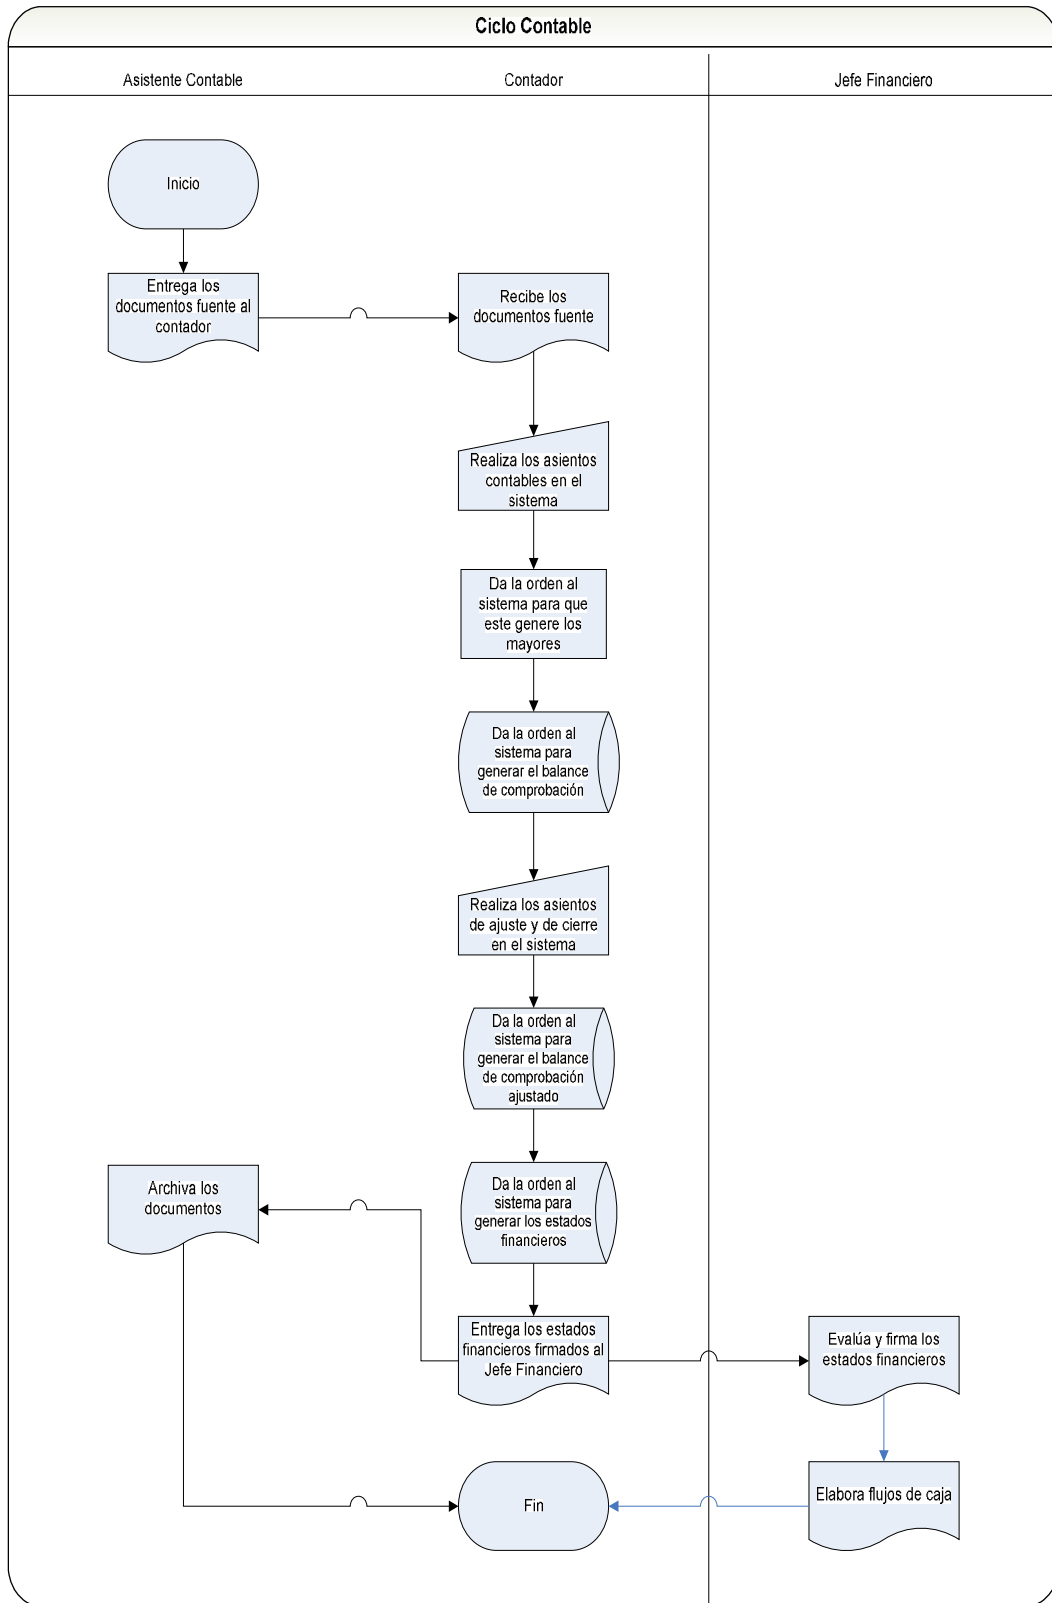 Ciclo Contable
Asistente Contable
Contador
Jefe Financiero
Inicio
Entrega los
documentos fuente al
contador
Recibe los
documentos fuente
Realiza los asientos
contables en el
sistema
Da la orden al
sistema para que
este genere los
mayores
Da la orden al
sistema para
generar el balance
de comprobación
Realiza los asientos
de ajuste y de cierre
en el sistema
Da la orden al
sistema para
generar el balance
de comprobación
ajustado
Archiva los
documentos
Da la orden al
sistema para
generar los estados
financieros
Entrega los estados
financieros firmados al
Jefe Financiero
Evalúa y firma los
estados financieros
Fin
Elabora flujos de caja